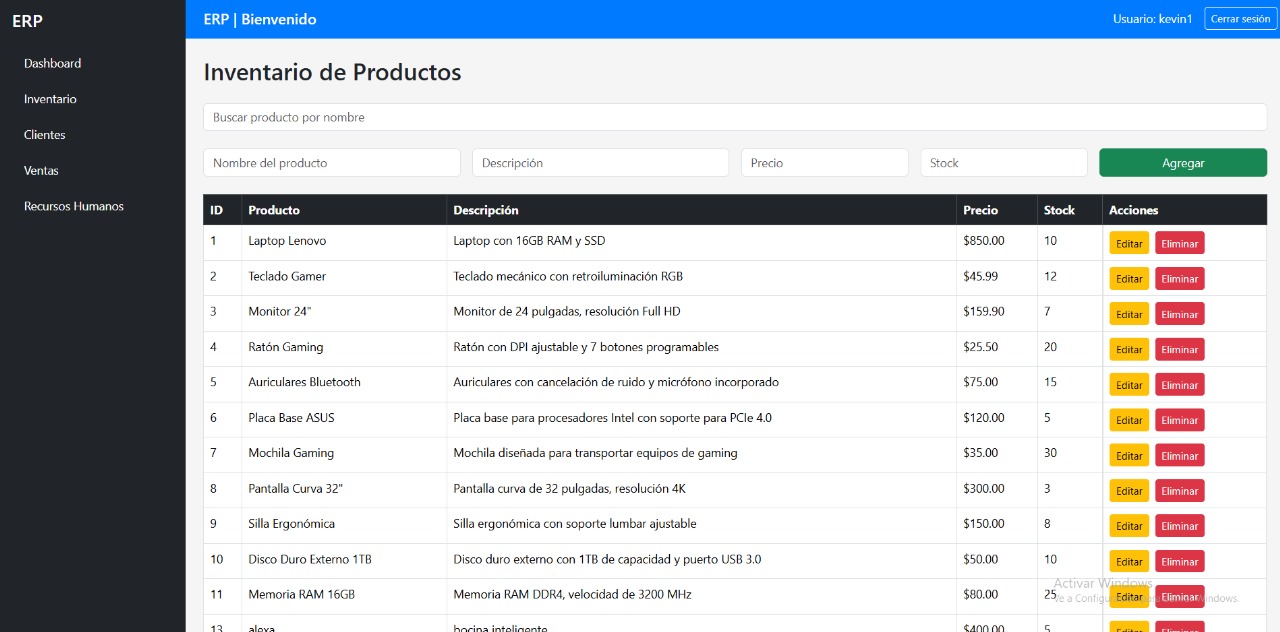 ERP
ERP | Bienvenido
Usuario: kevin1
Cerrar sesión
Dashboard
Inventario
Clientes
Ventas
Recursos Humanos
Inventario de Productos
Buscar producto por nombre
Nombre del producto Descripción Precio Stock Agregar
ID Producto Descripción Precio Stock Acciones
1 Laptop Lenovo Laptop con 16GB RAM y SSD $850.00 10 Editar Eliminar
2 Teclado Gamer Teclado mecánico con retroiluminación RGB $45.99 12 Editar Eliminar
3 Monitor 24" Monitor de 24 pulgadas, resolución Full HD $159.90 7 Editar Eliminar
4 Ratón Gaming Ratón con DPI ajustable y 7 botones programables $25.50 20 Editar Eliminar
5 Auriculares Bluetooth Auriculares con cancelación de ruido y micrófono incorporado $75.00 15 Editar Eliminar
6 Placa Base ASUS Placa base para procesadores Intel con soporte para PCIe 4.0 $120.00 5 Editar Eliminar
7 Mochila Gaming Mochila diseñada para transportar equipos de gaming $35.00 30 Editar Eliminar
8 Pantalla Curva 32" Pantalla curva de 32 pulgadas, resolución 4K $300.00 3 Editar Eliminar
9 Silla Ergonómica Silla ergonómica con soporte lumbar ajustable $150.00 8 Editar Eliminar
10 Disco Duro Externo 1TB Disco duro externo con 1TB de capacidad y puerto USB 3.0 $50.00 10 Editar Eliminar
11 Memoria RAM 16GB Memoria RAM DDR4, velocidad de 3200 MHz $80.00 25 Editar Eliminar
13 alexa bocina inteligente $400.00 5 Editar Eliminar
Activar Windows
Ve a Windows.